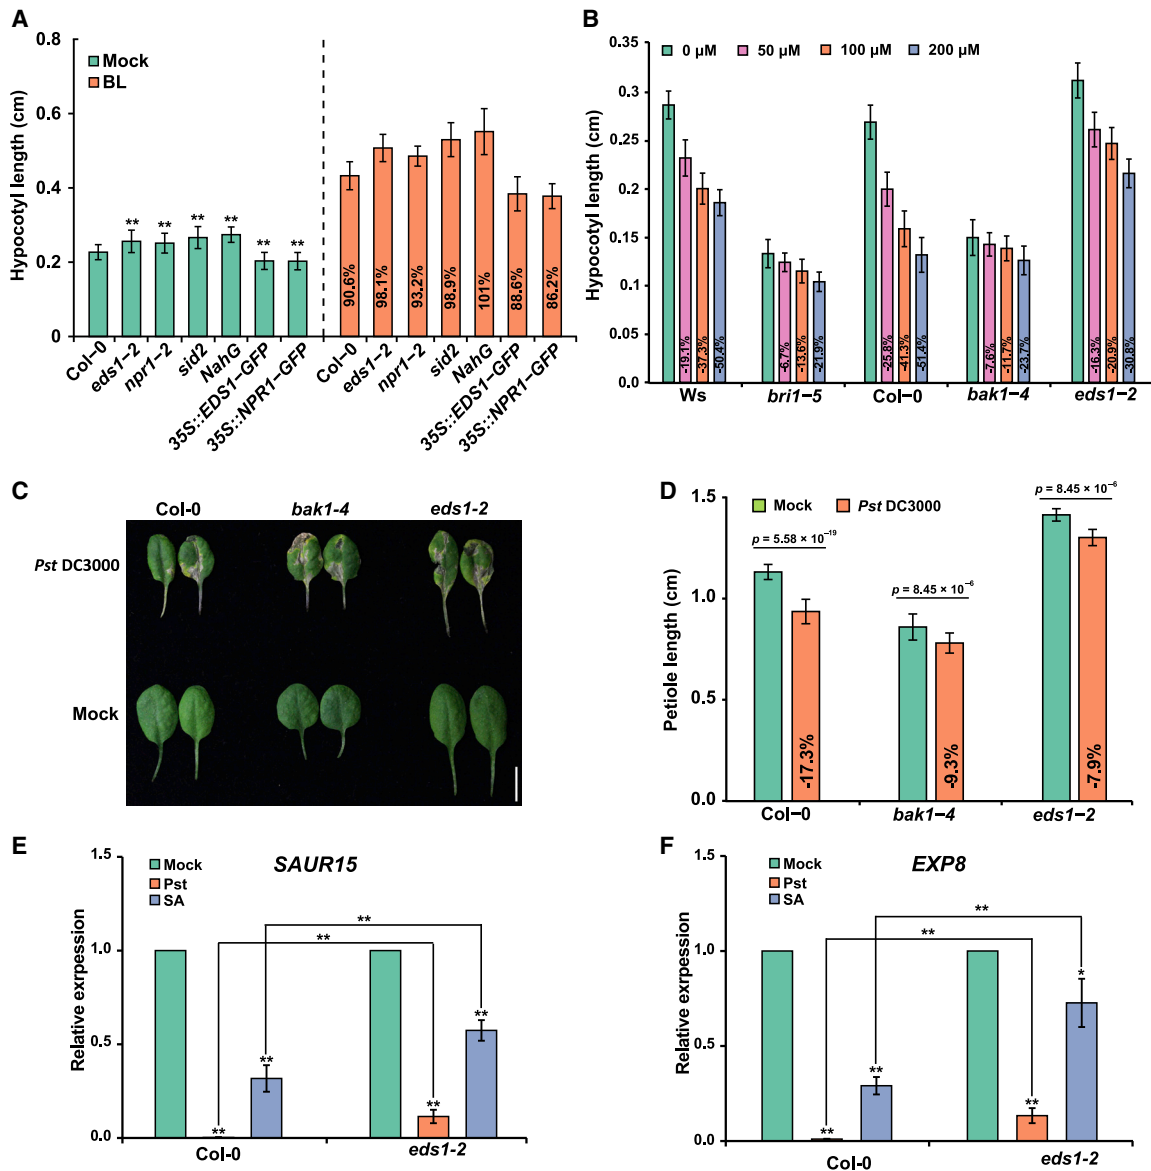 A
Hypocotyl length (cm)
0.8
0.6
0.4
0.2
0
Mock
BL
** ** ** ** ** **
90.6% 98.1% 93.2% 98.9% 101% 88.6% 86.2%
Col−0 eds1−2 npr1−2 sid2 NahG 35S::EDS1−GFP 35S::NPR1−GFP
Col−0 eds1−2 npr1−2 sid2 NahG 35S::EDS1−GFP 35S::NPR1−GFP
B
Hypocotyl length (cm)
0.35
0.3
0.25
0.2
0.15
0.1
0.05
0.0
0 µM 50 µM 100 µM 200 µM
-19.1% -37.3% -50.4% -6.7% -13.6% -21.9% -25.8% -41.3% -51.4% -7.6% -11.7% -23.7% -16.3% -20.9% -30.8%
Ws bri1−5 Col−0 bak1−4 eds1−2
C
Col-0 bak1-4 eds1-2
Pst DC3000
Mock
D
Petiole length (cm)
1.5
1.0
0.5
0.0
Mock Pst DC3000
p = 5.58 × 10−19
p = 8.45 × 10−6
p = 8.45 × 10−6
-17.3% -9.3% -7.9%
Col−0 bak1−4 eds1−2
E
SAUR15
Relative exrpession
1.5
1.0
0.5
0.0
Mock
Pst
SA
**
**
** ** ** **
Col-0 eds1-2
F
EXP8
Relative exrpession
1.5
1.0
0.5
0.0
Mock
Pst
SA
**
**
** ** ** *
Col-0 eds1-2